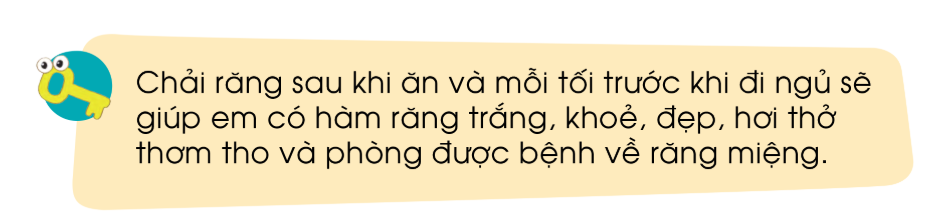 Chải răng sau khi ăn và mỗi tối trước khi đi ngủ sẽ
giúp em có hàm răng trắng, khoẻ, đẹp, hơi thở
thơm tho và phòng được bệnh về răng miệng.